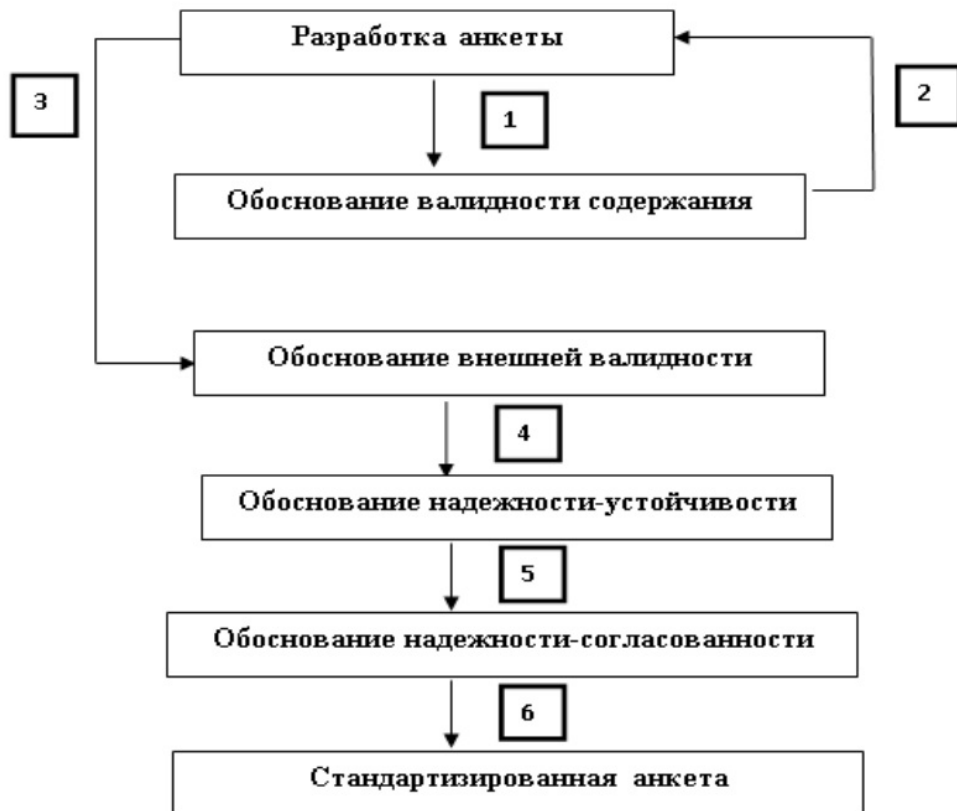 Разработка анкеты
3
2
1
Обоснование валидности содержания
Обоснование внешней валидности
4
Обоснование надежности-устойчивости
5
Обоснование надежности-согласованности
6
Стандартизированная анкета